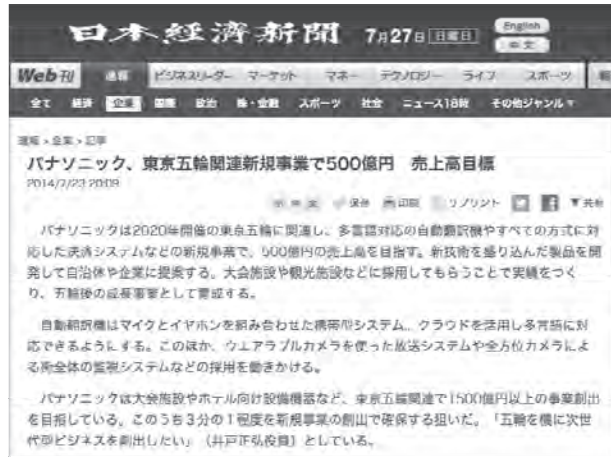 日本経済新聞 7月27日 日曜日 English 中文
Web刊 速報 ビジネスリーダー マーケット マネー テクノロジー ライフ スポーツ
全て 経済 企業 国際 政治 株・金融 スポーツ 社会 ニュース18時 その他ジャンル▼
速報 > 企業 > 記事
パナソニック、東京五輪関連新規事業で500億円 売上高目標
2014/7/23 20:09
中文 保存 印刷 リプリント ▼共有
パナソニックは2020年開催の東京五輪に関連し、多言語対応の自動翻訳機やすべての方式に対
応した決済システムなどの新規事業で、500億円の売上高を目指す。新技術を盛り込んだ製品を開
発して自治体や企業に提案する。大会施設や観光施設などに採用してもらうことで実績をつく
り、五輪後の成長事業として育成する。
自動翻訳機はマイクとイヤホンを組み合わせた携帯型システム。クラウドを活用し多言語に対
応できるようにする。このほか、ウエアラブルカメラを使った放送システムや全方位カメラによ
る街全体の監視システムなどの採用を働きかける。
パナソニックは大会施設やホテル向け設備機器など、東京五輪関連で1500億円以上の事業創出
を目指している。このうち3分の1程度を新規事業の創出で確保する狙いだ。「五輪を機に次世
代型ビジネスを創出したい」(井戸正弘役員)としている。